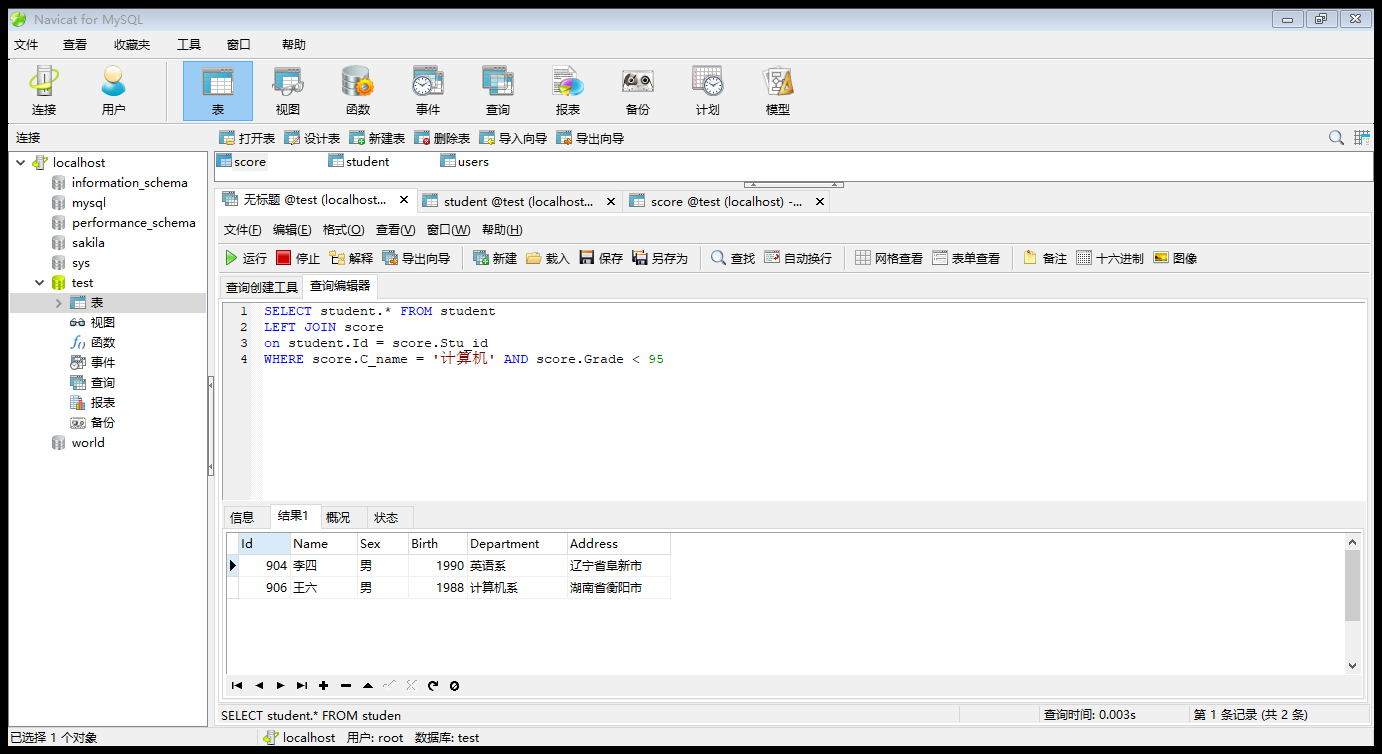 Navicat for MySQL
文件 查看 收藏夹 工具 窗口 帮助
连接 用户 表 视图 函数 事件 查询 报表 备份 计划 模型
连接 打开表 设计表 新建表 删除表 导入向导 导出向导
score student users
localhost
information_schema
mysql
performance_schema
sakila
sys
test
表
视图
函数
事件
查询
报表
备份
world
无标题 @test (localhost... student @test (localhost... score @test (localhost) -...
文件(F) 编辑(E) 格式(O) 查看(V) 窗口(W) 帮助(H)
运行 停止 解释 导出向导 新建 载入 保存 另存为 查找 自动换行 网格查看 表单查看 备注 十六进制 图像
查询创建工具 查询编辑器
1 SELECT student.* FROM student
2 LEFT JOIN score
3 on student.Id = score.Stu_id
4 WHERE score.C_name = '计算机' AND score.Grade < 95
信息 结果1 概况 状态
Id Name Sex Birth Department Address
904 李四 男 1990 英语系 辽宁省阜新市
906 王六 男 1988 计算机系 湖南省衡阳市
SELECT student.* FROM studen 查询时间: 0.003s 第 1 条记录 (共 2 条)
已选择 1 个对象 localhost 用户: root 数据库: test